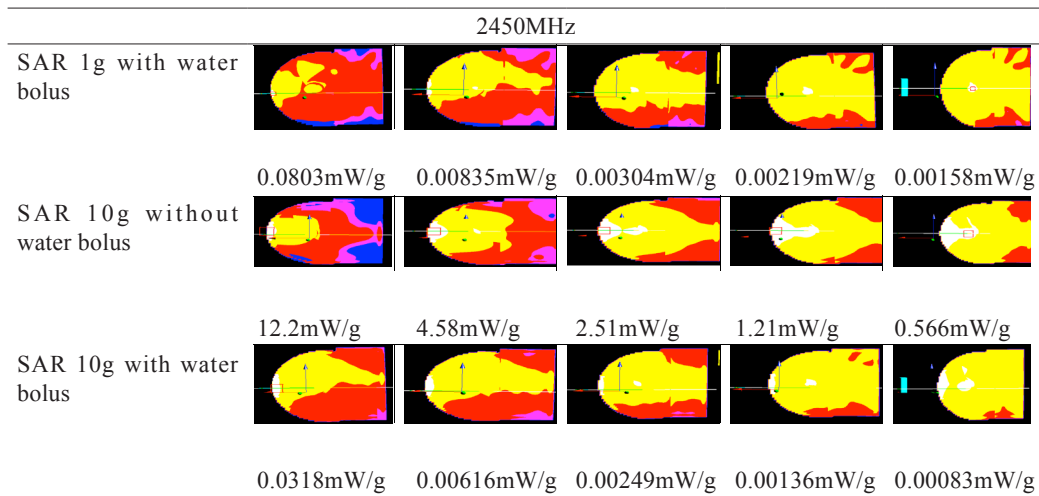 2450MHz
SAR 1g with water
bolus
0.0803mW/g 0.00835mW/g 0.00304mW/g 0.00219mW/g 0.00158mW/g
SAR 10g without
water bolus
12.2mW/g 4.58mW/g 2.51mW/g 1.21mW/g 0.566mW/g
SAR 10g with water
bolus
0.0318mW/g 0.00616mW/g 0.00249mW/g 0.00136mW/g 0.00083mW/g